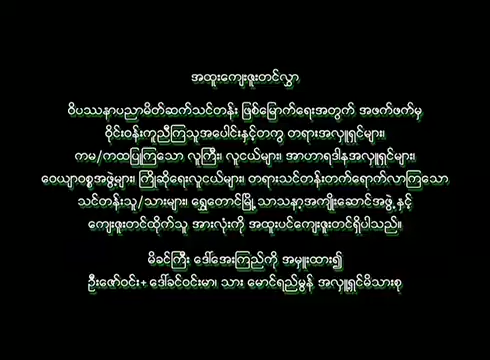 အထူးကျေးဇူးတင်လွှာ
ဝိပဿနာပညာမိတ်ဆက်သင်တန်း ဖြစ်မြောက်ရေးအတွက် အဖက်ဖက်မှ
ဝိုင်းဝန်းကူညီကြသူအပေါင်းနှင့်တကွ တရားအလှူရှင်များ၊
ကမ/ကထပြုကြသော လူကြီး၊ လူငယ်များ၊ အာဟာရဒါနအလှူရှင်များ၊
ဝေယျာဝစ္စအဖွဲ့များ၊ ကြိုဆိုရေးလူငယ်များ၊ တရားသင်တန်းတက်ရောက်လာကြသော
သင်တန်းသူ/သားများ၊ ရွှေတောင်မြို့ သာသနာ့အကျိုးဆောင်အဖွဲ့ နှင့်
ကျေးဇူးတင်ထိုက်သူ အားလုံးကို အထူးပင်ကျေးဇူးတင်ရှိပါသည်။
မိခင်ကြီး ဒေါ်အေးကြည်ကို အမှူးထား၍
ဦးဇော်ဝင်း+ ဒေါ်ခင်ဝင်းမာ၊ သား မောင်ရည်မွန် အလှူရှင်မိသားစု